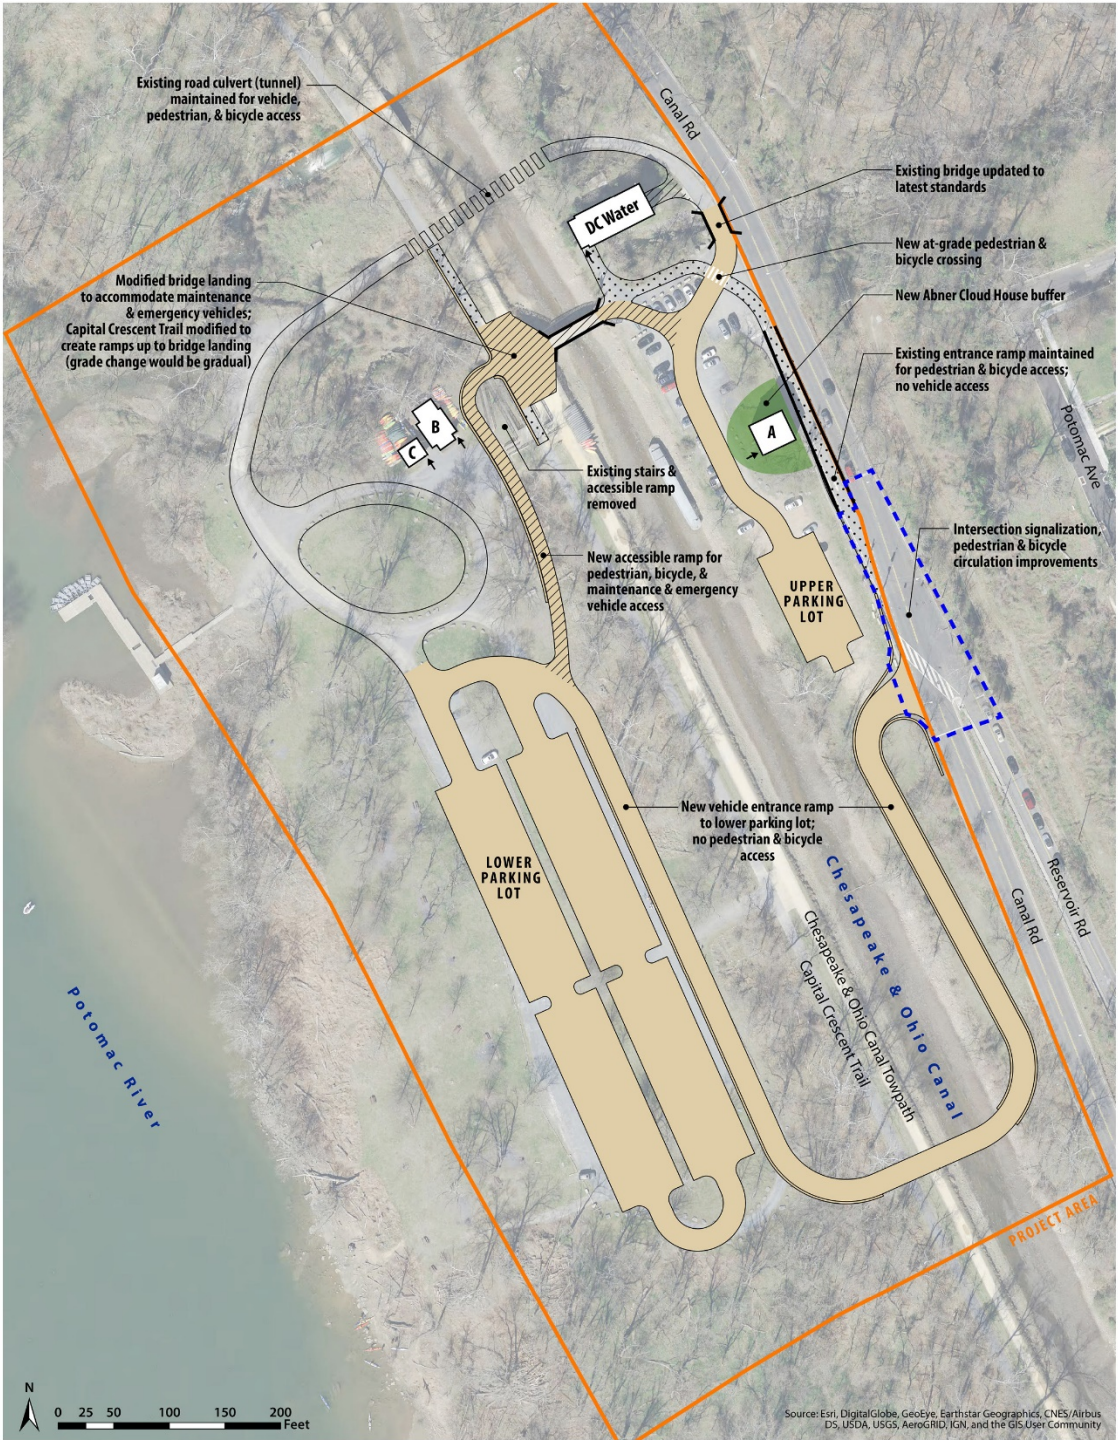 Existing road culvert (tunnel)
maintained for vehicle,
pedestrian, & bicycle access
Canal Rd
Existing bridge updated to
latest standards
DC Water
New at-grade pedestrian &
bicycle crossing
Modified bridge landing
to accommodate maintenance
& emergency vehicles;
Capital Crescent Trail modified to
create ramps up to bridge landing
(grade change would be gradual)
New Abner Cloud House buffer
Existing entrance ramp maintained
for pedestrian & bicycle access;
no vehicle access
Potomac Ave
A
B
C
Existing stairs &
accessible ramp
removed
Intersection signalization,
pedestrian & bicycle
circulation improvements
New accessible ramp for
pedestrian, bicycle, &
maintenance & emergency
vehicle access
UPPER
PARKING
LOT
New vehicle entrance ramp
to lower parking lot;
no pedestrian & bicycle
access
LOWER
PARKING
LOT
Reservoir Rd
Canal Rd
Chesapeake & Ohio Canal
Chesapeake & Ohio Canal Towpath
Capital Crescent Trail
Potomac River
PROJECT AREA
N
0 25 50 100 150 200
Feet
Source: Esri, DigitalGlobe, GeoEye, Earthstar Geographics, CNES/Airbus
DS, USDA, USGS, AeroGRID, IGN, and the GIS User Community